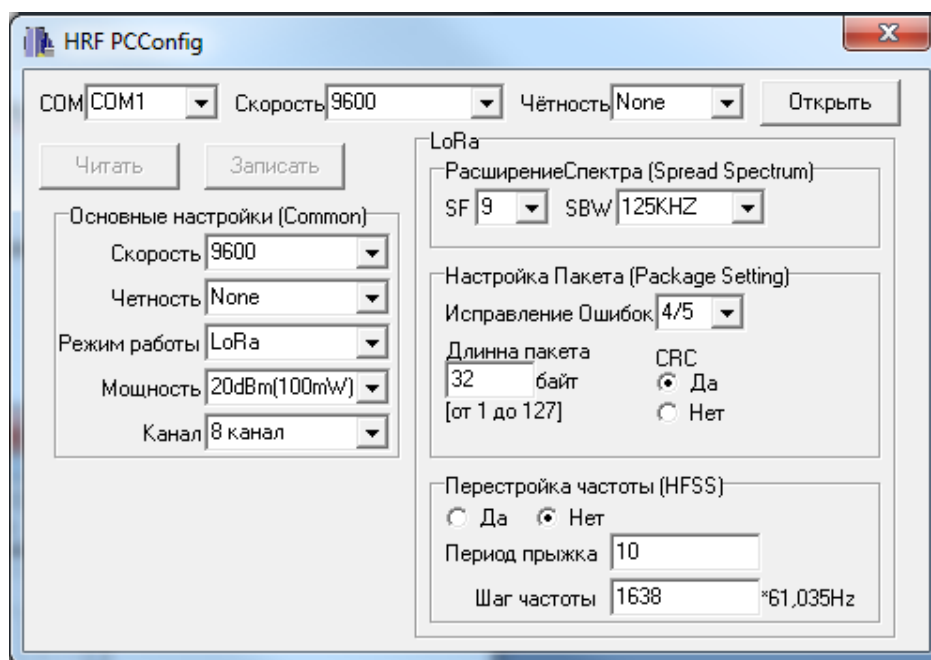 HRF PCConfig
COM COM1 Скорость 9600 Чётность None Открыть
Читать Записать
Основные настройки (Common)
Скорость 9600
Четность None
Режим работы LoRa
Мощность 20dBm(100mW)
Канал 8 канал
LoRa
РасширениеСпектра (Spread Spectrum)
SF 9 SBW 125KHZ
Настройка Пакета (Package Setting)
Исправление Ошибок 4/5
Длинна пакета
32 байт
[от 1 до 127]
CRC
Да
Нет
Перестройка частоты (HFSS)
Да Нет
Период прыжка 10
Шаг частоты 1638 *61,035Hz